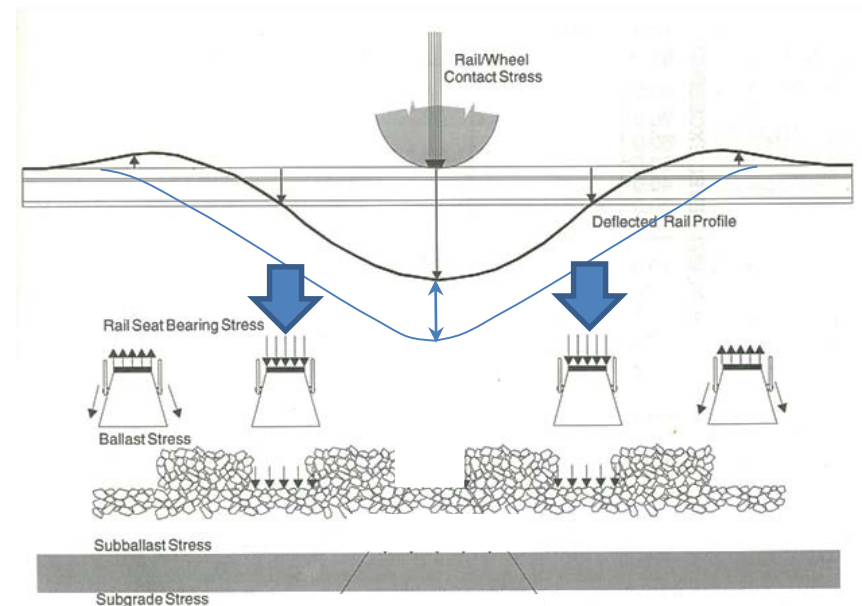 Rail/Wheel
Contact Stress
Deflected Rail Profile
Rail Seat Bearing Stress
Ballast Stress
Subballast Stress
Subgrade Stress